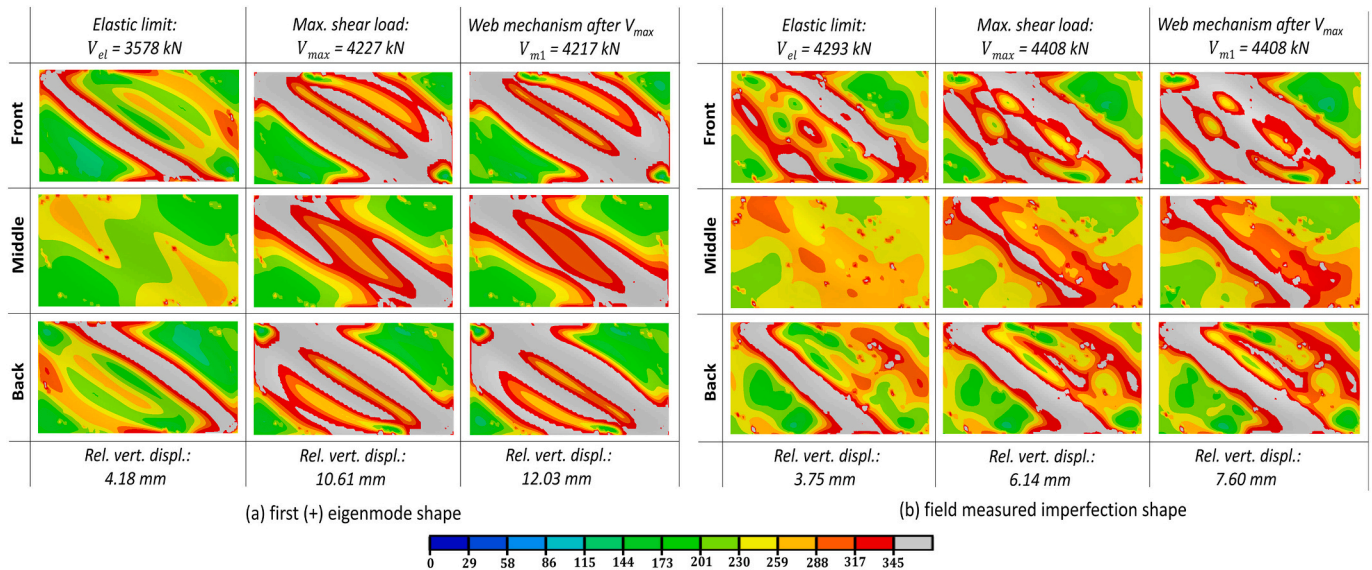 Elastic limit:
V_el = 3578 kN
Max. shear load:
V_max = 4227 kN
Web mechanism after V_max
V_m1 = 4217 kN
Elastic limit:
V_el = 4293 kN
Max. shear load:
V_max = 4408 kN
Web mechanism after V_max
V_m1 = 4408 kN
Front
Front
Middle
Middle
Back
Back
Rel. vert. displ.:
4.18 mm
Rel. vert. displ.:
10.61 mm
Rel. vert. displ.:
12.03 mm
Rel. vert. displ.:
3.75 mm
Rel. vert. displ.:
6.14 mm
Rel. vert. displ.:
7.60 mm
(a) first (+) eigenmode shape
(b) field measured imperfection shape
0 29 58 86 115 144 173 201 230 259 288 317 345